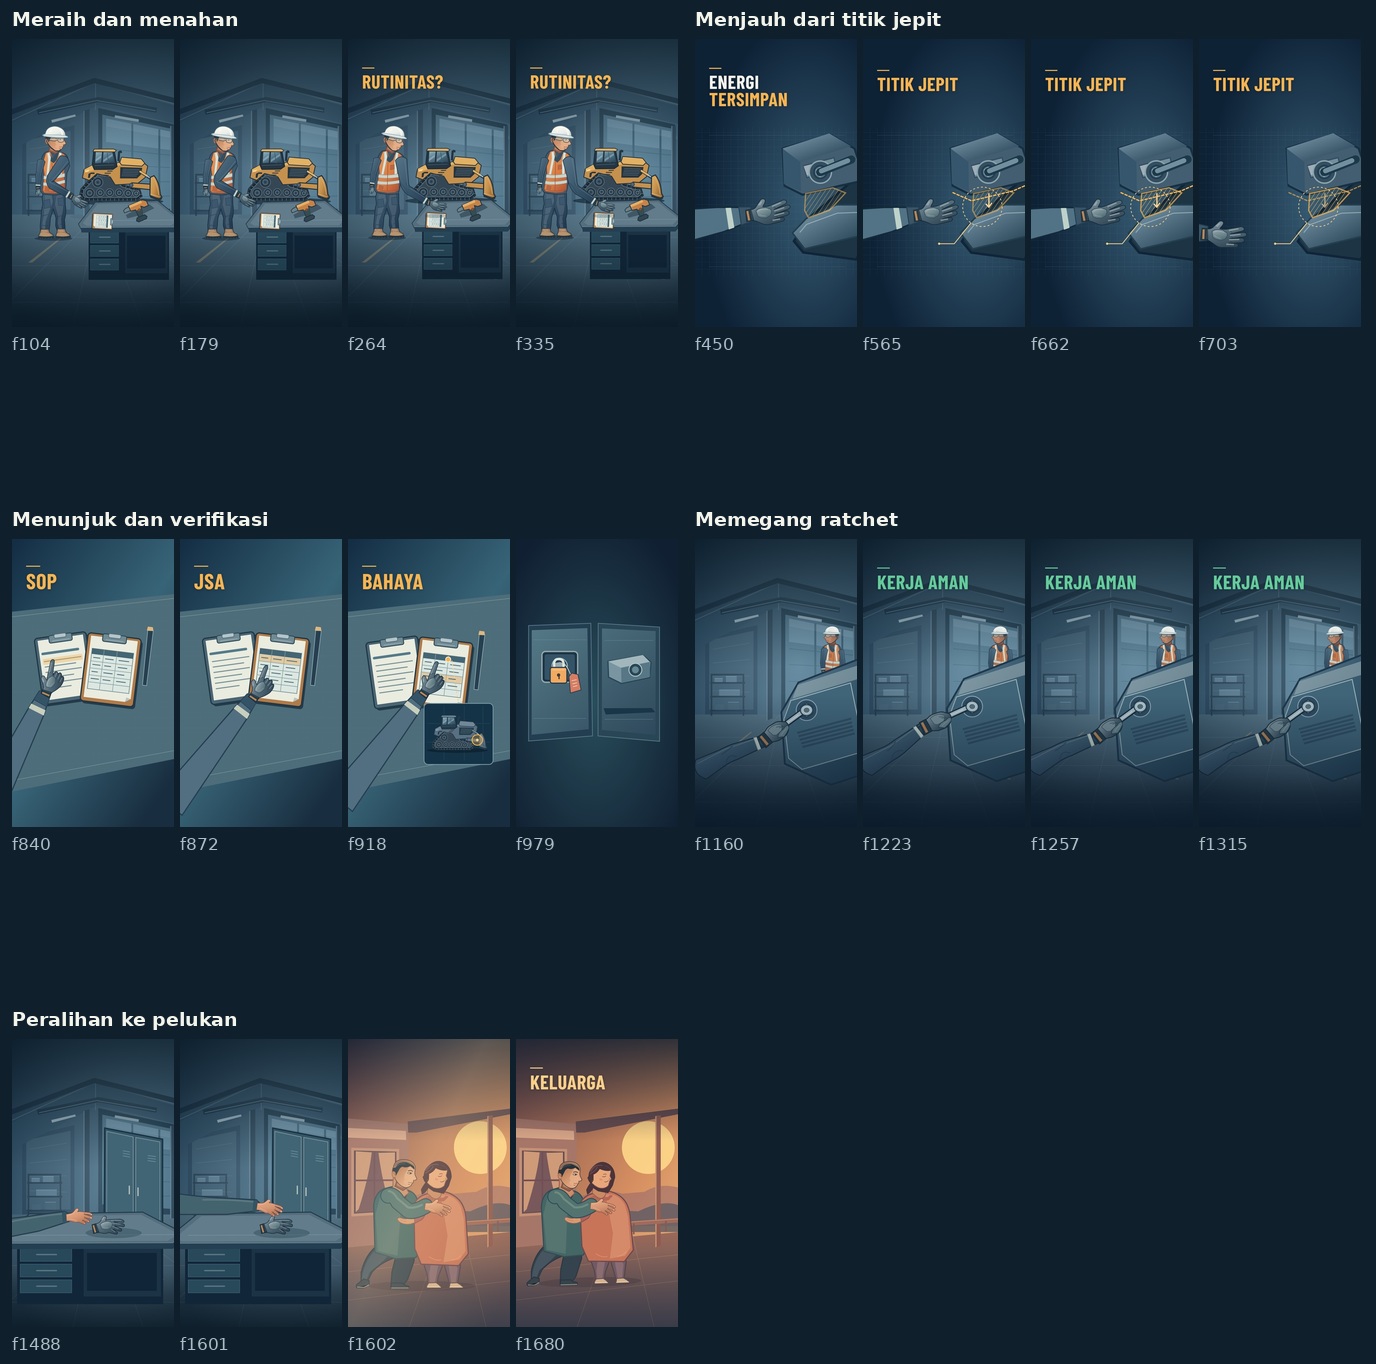 Meraih dan menahan
RUTINITAS?
RUTINITAS?
f104
f179
f264
f335
Menjauh dari titik jepit
ENERGI
TERSIMPAN
TITIK JEPIT
TITIK JEPIT
TITIK JEPIT
f450
f565
f662
f703
Menunjuk dan verifikasi
SOP
JSA
BAHAYA
f840
f872
f918
f979
Memegang ratchet
KERJA AMAN
KERJA AMAN
KERJA AMAN
f1160
f1223
f1257
f1315
Peralihan ke pelukan
KELUARGA
f1488
f1601
f1602
f1680